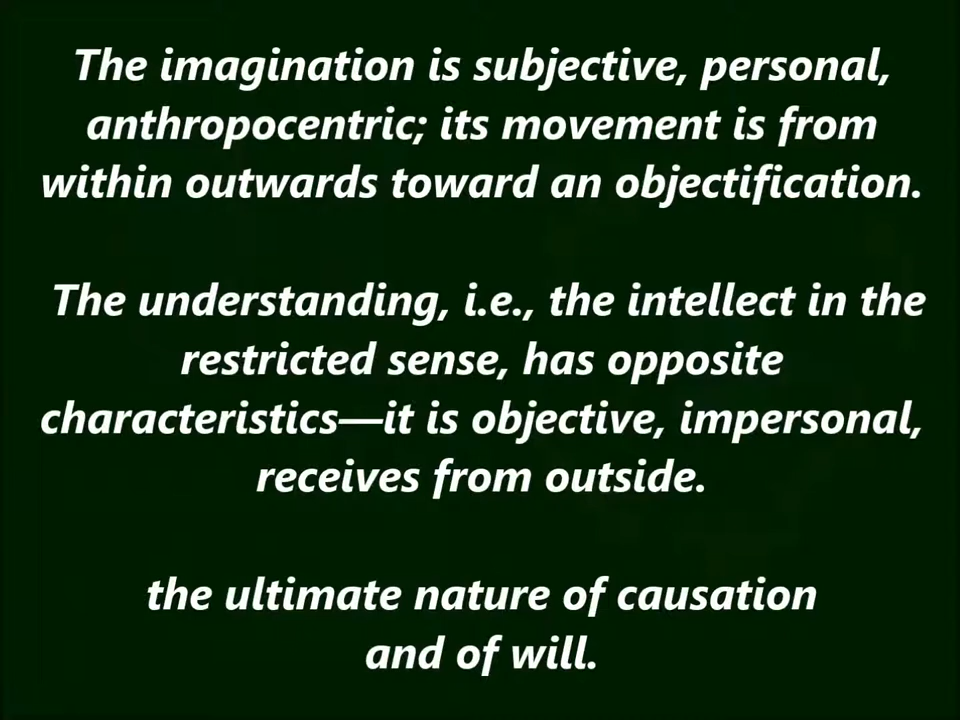 The imagination is subjective, personal,
anthropocentric; its movement is from
within outwards toward an objectification.
The understanding, i.e., the intellect in the
restricted sense, has opposite
characteristics—it is objective, impersonal,
receives from outside.
the ultimate nature of causation
and of will.